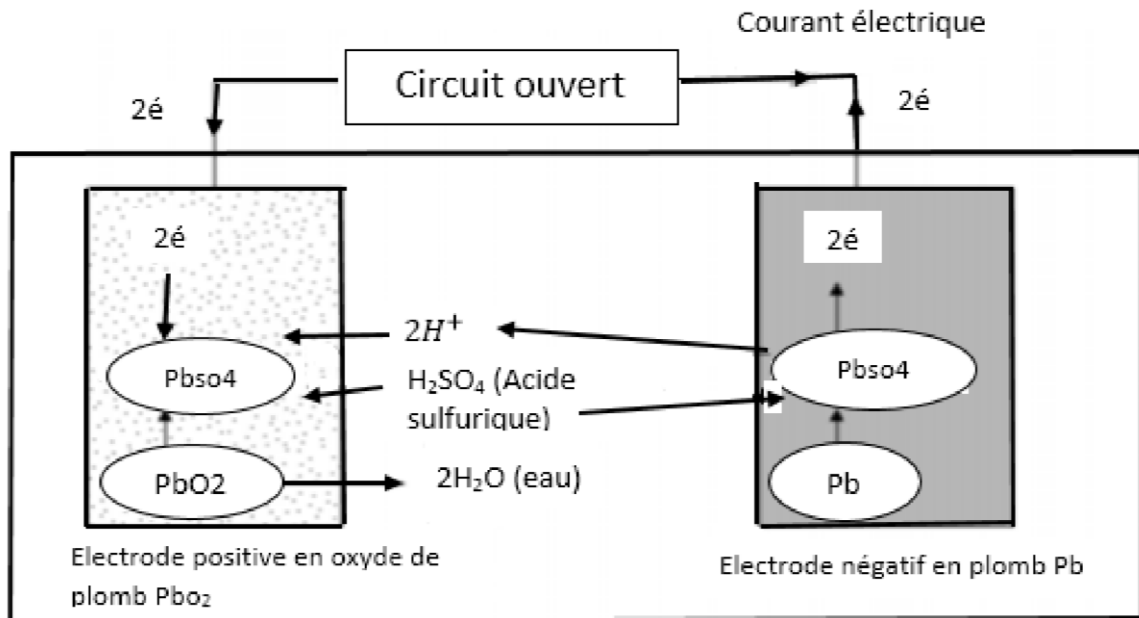 Courant électrique
Circuit ouvert
2é
2é
2é
2é
2H⁺
Pbso4
H₂SO₄ (Acide
sulfurique)
Pbso4
PbO2
2H₂O (eau)
Pb
Electrode positive en oxyde de
plomb Pbo₂
Electrode négatif en plomb Pb